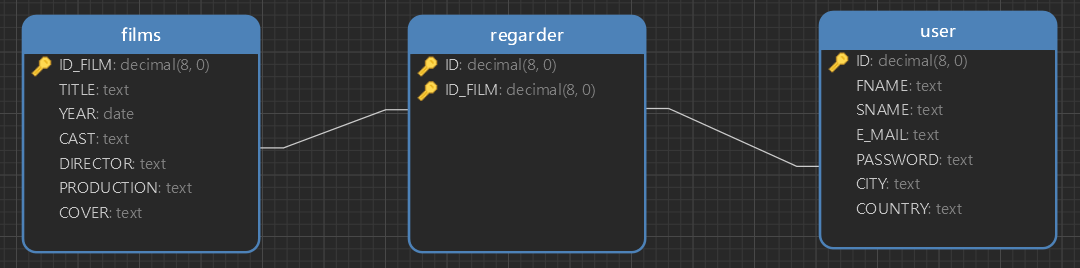 films
ID_FILM: decimal(8, 0)
TITLE: text
YEAR: date
CAST: text
DIRECTOR: text
PRODUCTION: text
COVER: text
regarder
ID: decimal(8, 0)
ID_FILM: decimal(8, 0)
user
ID: decimal(8, 0)
FNAME: text
SNAME: text
E_MAIL: text
PASSWORD: text
CITY: text
COUNTRY: text